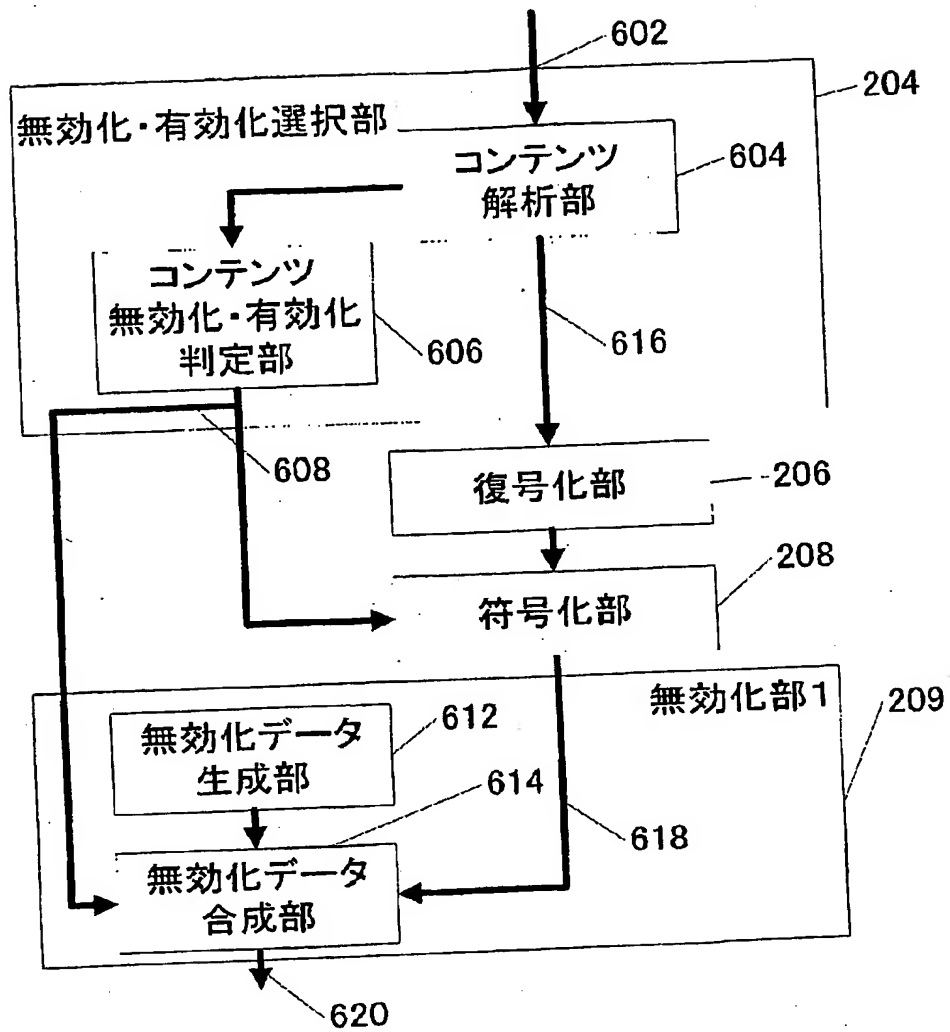 602
204
無効化・有効化選択部
コンテンツ
解析部
604
コンテンツ
無効化・有効化
判定部
606
616
608
復号化部
206
208
符号化部
無効化部1
209
無効化データ
生成部
612
614
618
無効化データ
合成部
620